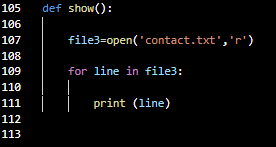 105 def show():
106
107 file3=open('contact.txt','r')
108
109 for line in file3:
110
111 print (line)
112
113